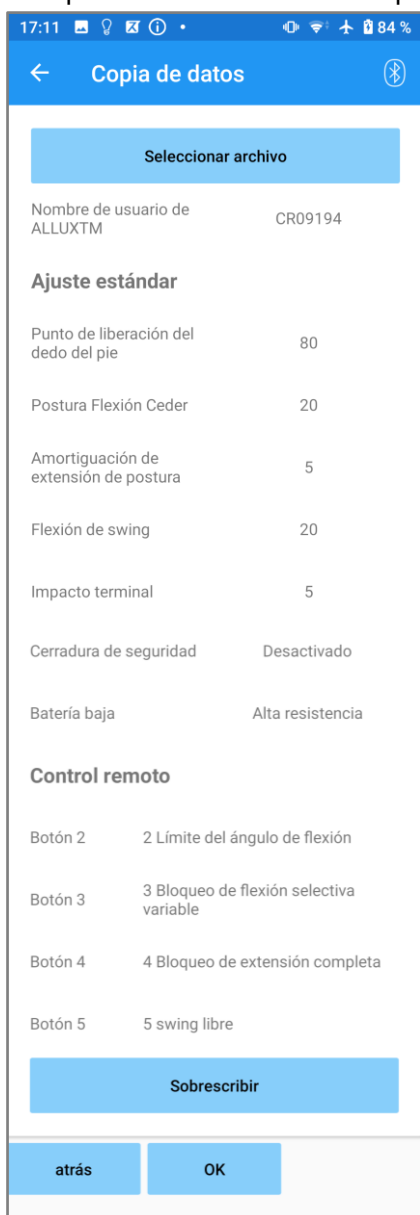 17:11 84 %
Copia de datos
Seleccionar archivo
Nombre de usuario de
ALLUXTM
CR09194
Ajuste estándar
Punto de liberación del
dedo del pie
80
Postura Flexión Ceder 20
Amortiguación de
extensión de postura
5
Flexión de swing 20
Impacto terminal 5
Cerradura de seguridad Desactivado
Batería baja Alta resistencia
Control remoto
Botón 2 2 Límite del ángulo de flexión
Botón 3 3 Bloqueo de flexión selectiva
variable
Botón 4 4 Bloqueo de extensión completa
Botón 5 5 swing libre
Sobrescribir
atrás OK